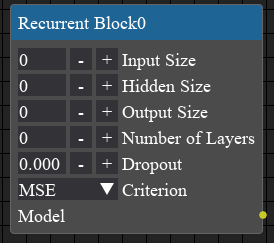 Recurrent Block0
0 - + Input Size
0 - + Hidden Size
0 - + Output Size
0 - + Number of Layers
0.000 - + Dropout
MSE ▼ Criterion
Model